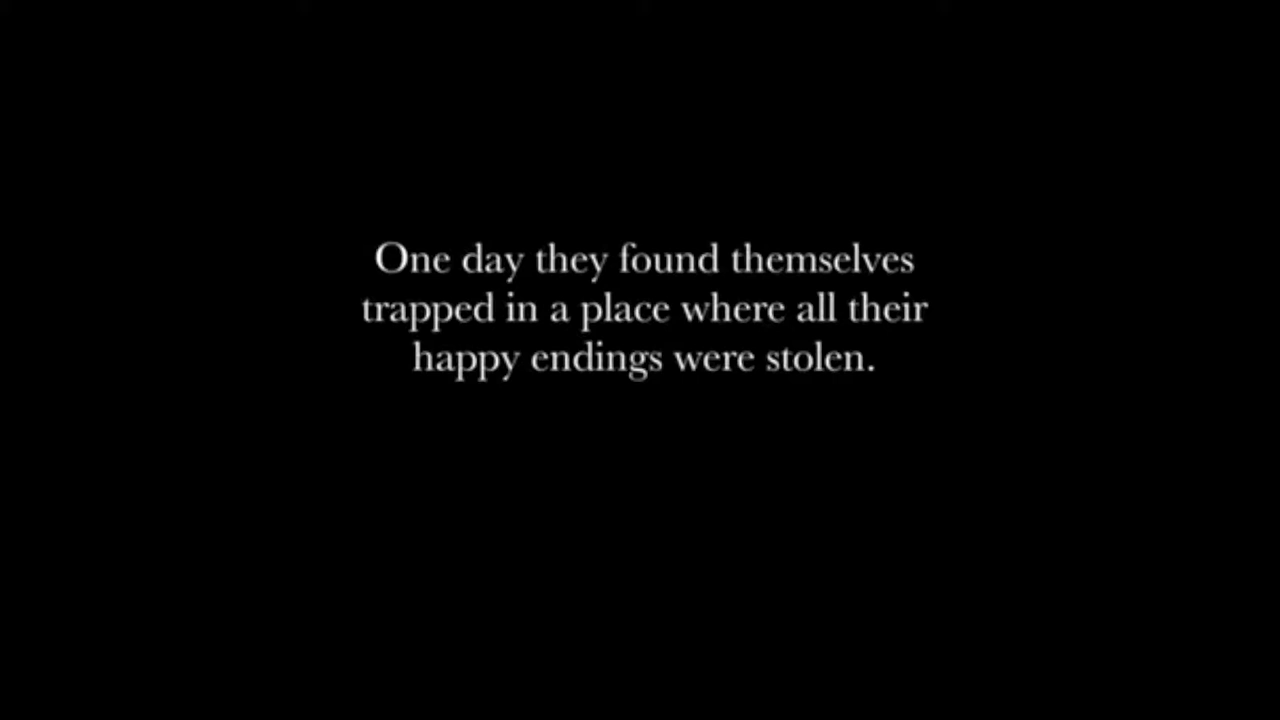 One day they found themselves
trapped in a place where all their
happy endings were stolen.